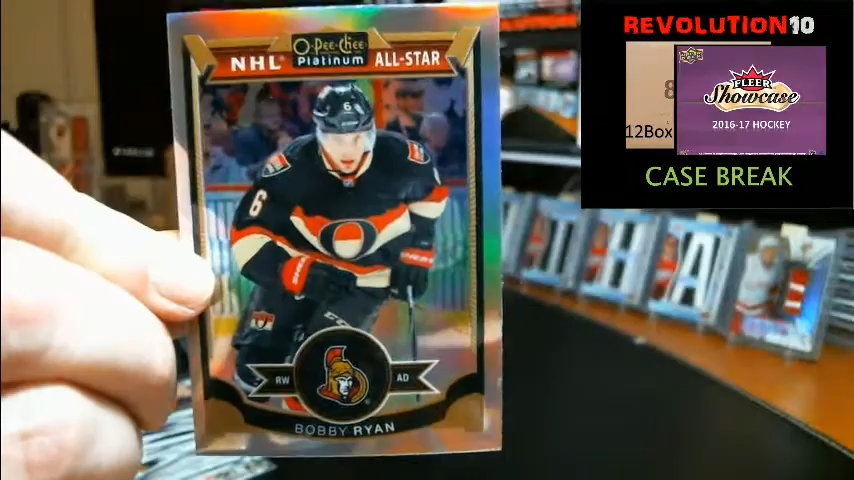 O-Pee-Chee
Platinum
NHL ALL-STAR
6
6
RW AD
BOBBY RYAN
REVOLUTION10
FLEER
Showcase
2016-17 HOCKEY
8
12Box
CASE BREAK